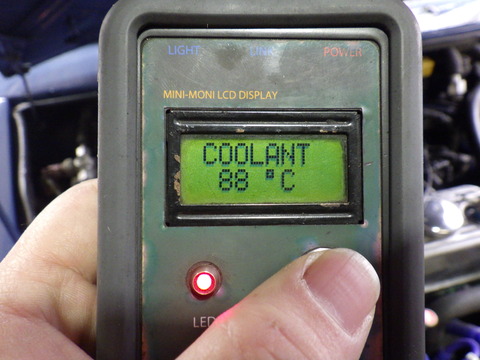 LIGHT LINK POWER
MINI-MONI LCD DISPLAY
COOLANT
88 °C
LED